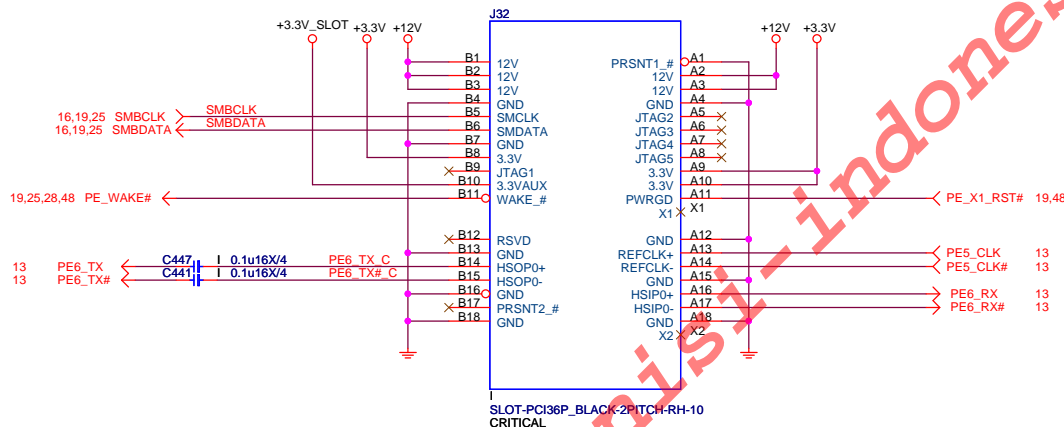 J32
+3.3V_SLOT +3.3V +12V +12V +3.3V
B1 12V PRSNT1_# A1
B2 12V 12V A2
B3 12V 12V A3
B4 GND GND A4
16,19,25 SMBCLK SMBCLK B5 SMCLK JTAG2 A5
16,19,25 SMBDATA SMBDATA B6 SMDATA JTAG3 A6
B7 GND JTAG4 A7
B8 3.3V JTAG5 A8
B9 JTAG1 3.3V A9
B10 3.3VAUX 3.3V A10
19,25,28,48 PE_WAKE# B11 WAKE_# PWRGD A11 PE_X1_RST# 19,48
X1 X1
B12 RSVD GND A12
B13 GND REFCLK+ A13 PE5_CLK 13
13 PE6_TX C447 I 0.1u16X/4 PE6_TX_C B14 HSOP0+ REFCLK- A14 PE5_CLK# 13
13 PE6_TX# C441 I 0.1u16X/4 PE6_TX#_C B15 HSOP0- GND A15
B16 GND HSIP0+ A16 PE6_RX 13
B17 PRSNT2_# HSIP0- A17 PE6_RX# 13
B18 GND GND A18
X2 X2
I
SLOT-PCI36P_BLACK-2PITCH-RH-10
CRITICAL
nisi-indones